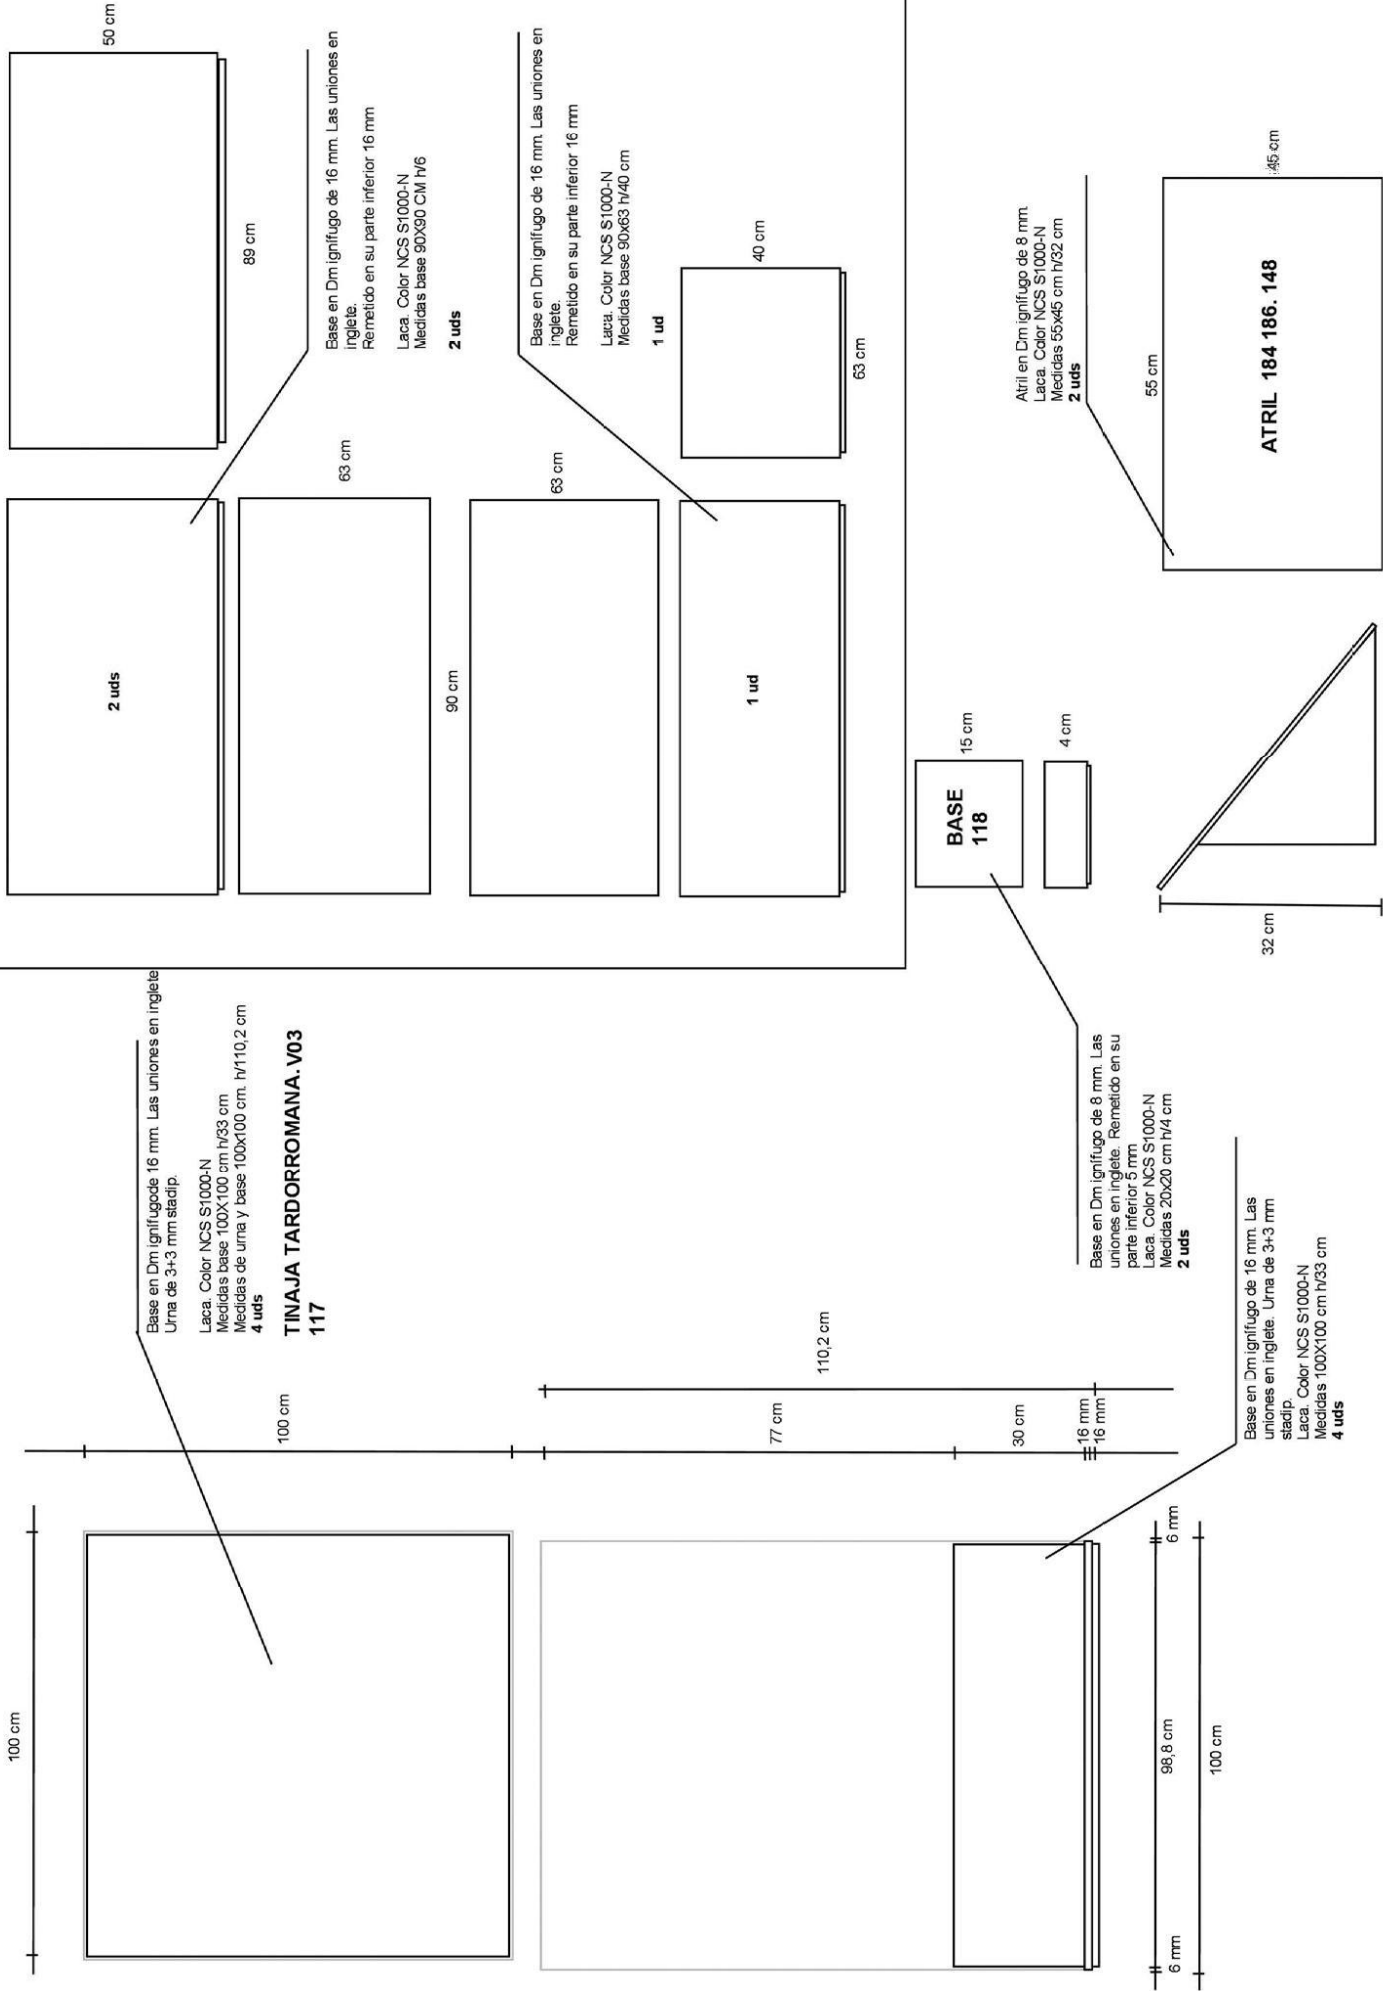 100 cm
Base en Dm ignífugode 16 mm. Las uniones en inglete
Urna de 3+3 mm stadip.
Laca. Color NCS S1000-N
Medidas base 100X100 cm h/33 cm
Medidas de urna y base 100x100 cm. h/110,2 cm
4 uds
TINAJA TARDORROMANA. V03
117
100 cm
110,2 cm
77 cm
30 cm
16 mm
16 mm
6 mm
98,8 cm
6 mm
100 cm
Base en Dm ignífugo de 16 mm. Las
uniones en inglete. Urna de 3+3 mm
stadip.
Laca. Color NCS S1000-N
Medidas 100X100 cm h/33 cm
4 uds
2 uds
50 cm
89 cm
Base en Dm ignífugo de 16 mm. Las uniones en
inglete.
Remetido en su parte inferior 16 mm
Laca. Color NCS S1000-N
Medidas base 90X90 CM h/6
2 uds
63 cm
90 cm
63 cm
Base en Dm ignífugo de 16 mm. Las uniones en
inglete.
Remetido en su parte inferior 16 mm
Laca. Color NCS S1000-N
Medidas base 90x63 h/40 cm
1 ud
1 ud
40 cm
63 cm
BASE
118
15 cm
4 cm
Base en Dm ignífugo de 8 mm. Las
uniones en inglete. Remetido en su
parte inferior 5 mm
Laca. Color NCS S1000-N
Medidas 20x20 cm h/4 cm
2 uds
Atril en Dm ignífugo de 8 mm.
Laca. Color NCS S1000-N
Medidas 55x45 cm h/32 cm
2 uds
55 cm
45 cm
ATRIL 184 186. 148
32 cm